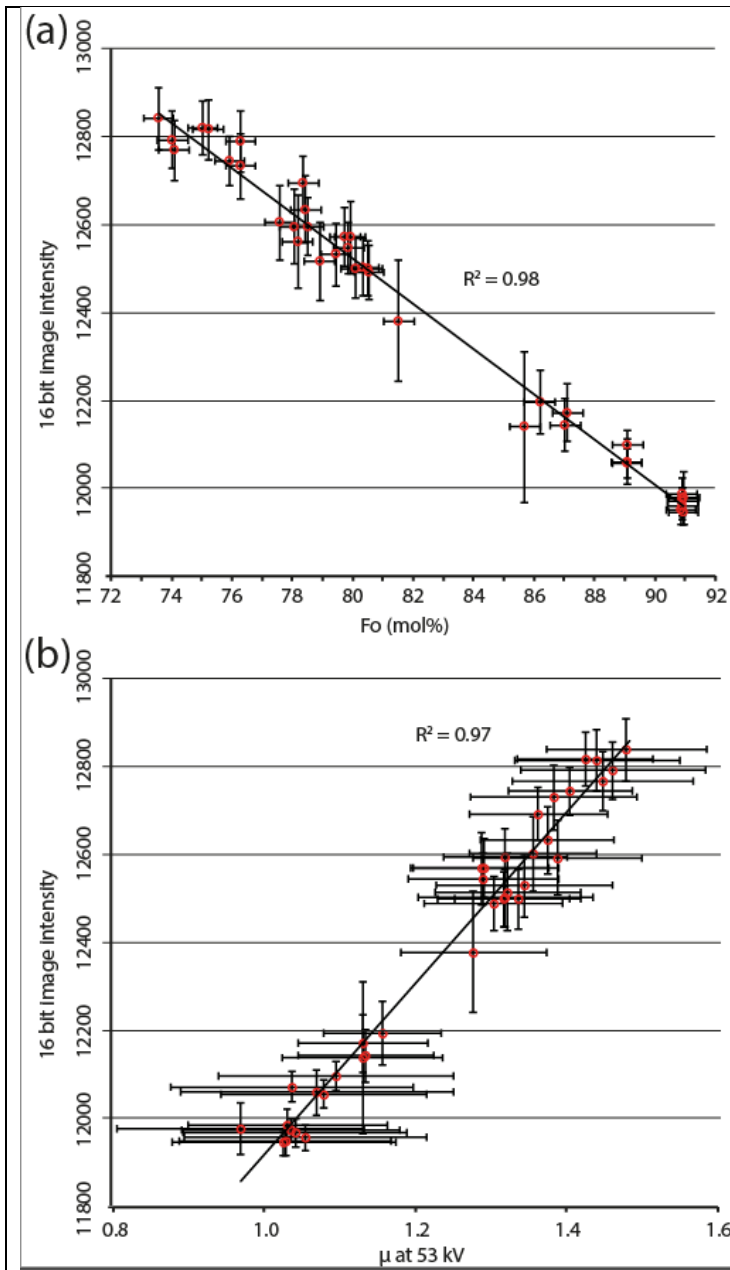 (a)
13000
12800
12600
12400
12200
12000
11800
16 bit Image Intensity
R² = 0.98
72 74 76 78 80 82 84 86 88 90 92
Fo (mol%)
(b)
13000
12800
12600
12400
12200
12000
11800
16 bit Image Intensity
R² = 0.97
0.8 1.0 1.2 1.4 1.6
μ at 53 kV